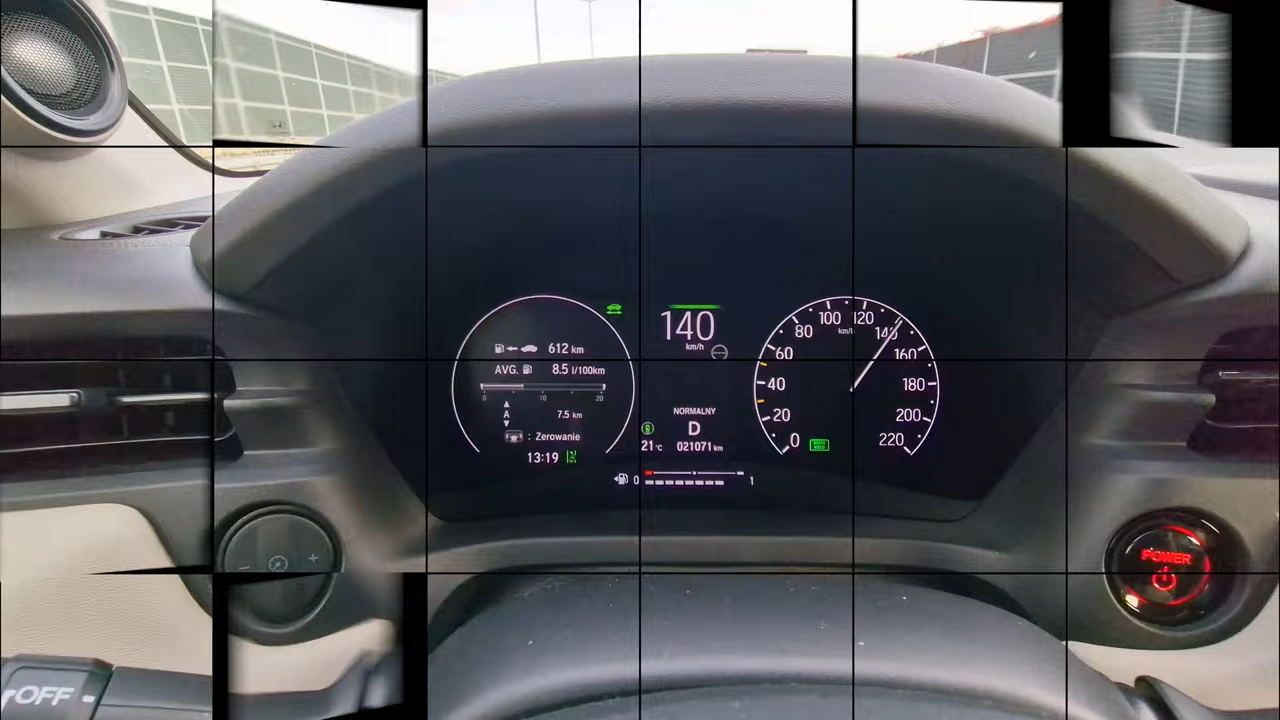 140
km/h
612 km
AVG. 8.5 l/100km
0 10 20
A
7.5 km
: Zerowanie
13:19
NORMALNY
D
21°C 021071 km
0 1
0 20 40 60 80 100 120 140 160 180 200 220
km/h
BRAKE HOLD
- +
POWER
OFF